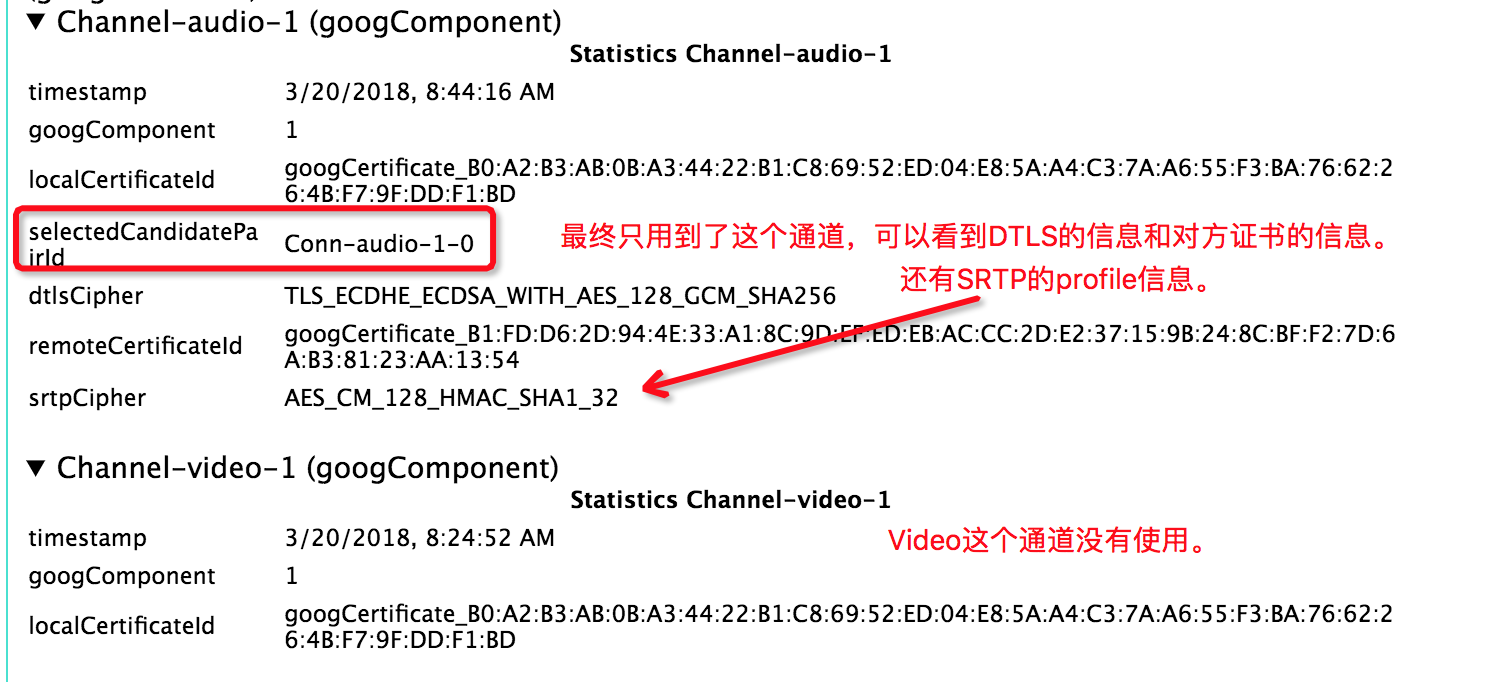 Channel-audio-1 (googComponent)
Statistics Channel-audio-1
timestamp 3/20/2018, 8:44:16 AM
googComponent 1
localCertificateId googCertificate_B0:A2:B3:AB:0B:A3:44:22:B1:C8:69:52:ED:04:E8:5A:A4:C3:7A:A6:55:F3:BA:76:62:2
6:4B:F7:9F:DD:F1:BD
selectedCandidatePa
irId Conn-audio-1-0
最终只用到了这个通道，可以看到DTLS的信息和对方证书的信息。
还有SRTP的profile信息。
dtlsCipher TLS_ECDHE_ECDSA_WITH_AES_128_GCM_SHA256
remoteCertificateId googCertificate_B1:FD:D6:2D:94:4E:33:A1:8C:9D:EF:ED:EB:AC:CC:2D:E2:37:15:9B:24:8C:BF:F2:7D:6
A:B3:81:23:AA:13:54
srtpCipher AES_CM_128_HMAC_SHA1_32
Channel-video-1 (googComponent)
Statistics Channel-video-1
timestamp 3/20/2018, 8:24:52 AM
Video这个通道没有使用。
googComponent 1
localCertificateId googCertificate_B0:A2:B3:AB:0B:A3:44:22:B1:C8:69:52:ED:04:E8:5A:A4:C3:7A:A6:55:F3:BA:76:62:2
6:4B:F7:9F:DD:F1:BD